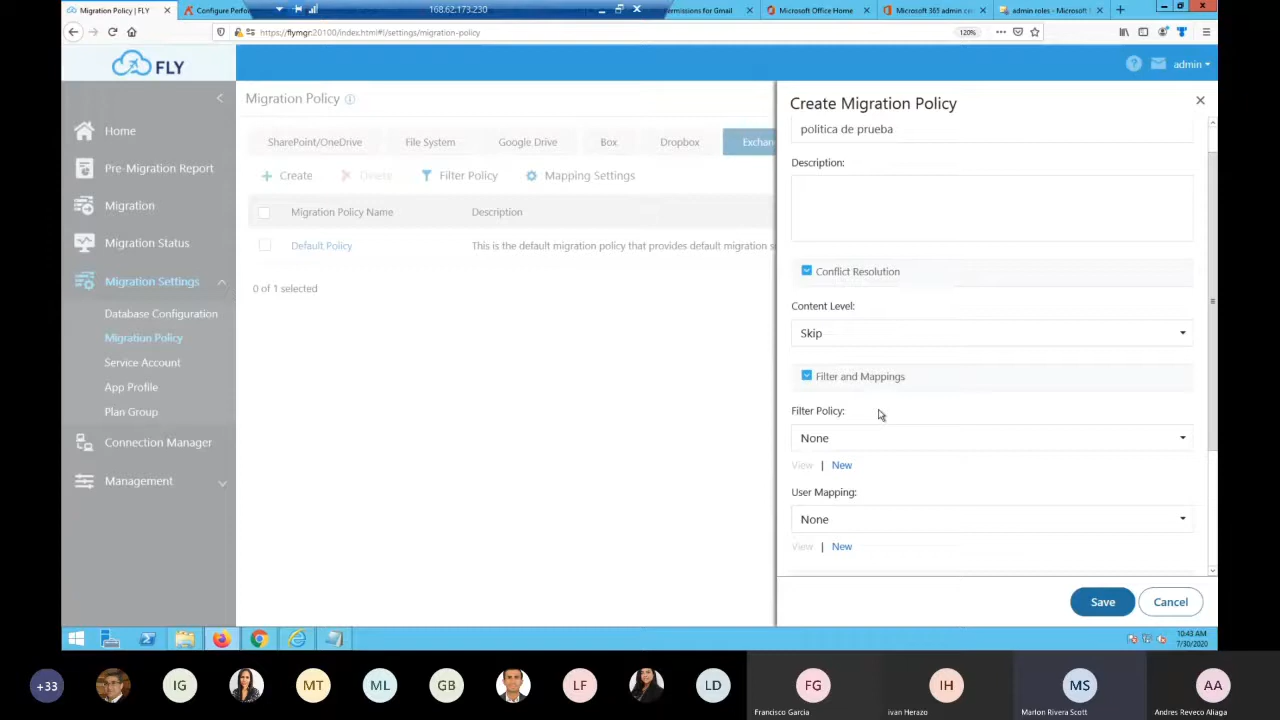 Migration Policy | FLY
Configure Perfor
168.62.173.230
ermissions for Gmail
Microsoft Office Home
Microsoft 365 admin ce
admin roles - Microsoft
https://flymgr:20100/index.html#/settings/migration-policy
120%
FLY
admin
Home
Pre-Migration Report
Migration
Migration Status
Migration Settings
Database Configuration
Migration Policy
Service Account
App Profile
Plan Group
Connection Manager
Management
Migration Policy
SharePoint/OneDrive
File System
Google Drive
Box
Dropbox
Exchan
Create
Delete
Filter Policy
Mapping Settings
Migration Policy Name
Description
Default Policy
This is the default migration policy that provides default migration s
0 of 1 selected
Create Migration Policy
politica de prueba
Description:
Conflict Resolution
Content Level:
Skip
Filter and Mappings
Filter Policy:
None
View | New
User Mapping:
None
View | New
Save
Cancel
10:43 AM
7/30/2020
+33
IG
MT
ML
GB
LF
LD
FG
Francisco Garcia
IH
ivan Herazo
MS
Marlon Rivera Scott
AA
Andres Reveco Aliaga